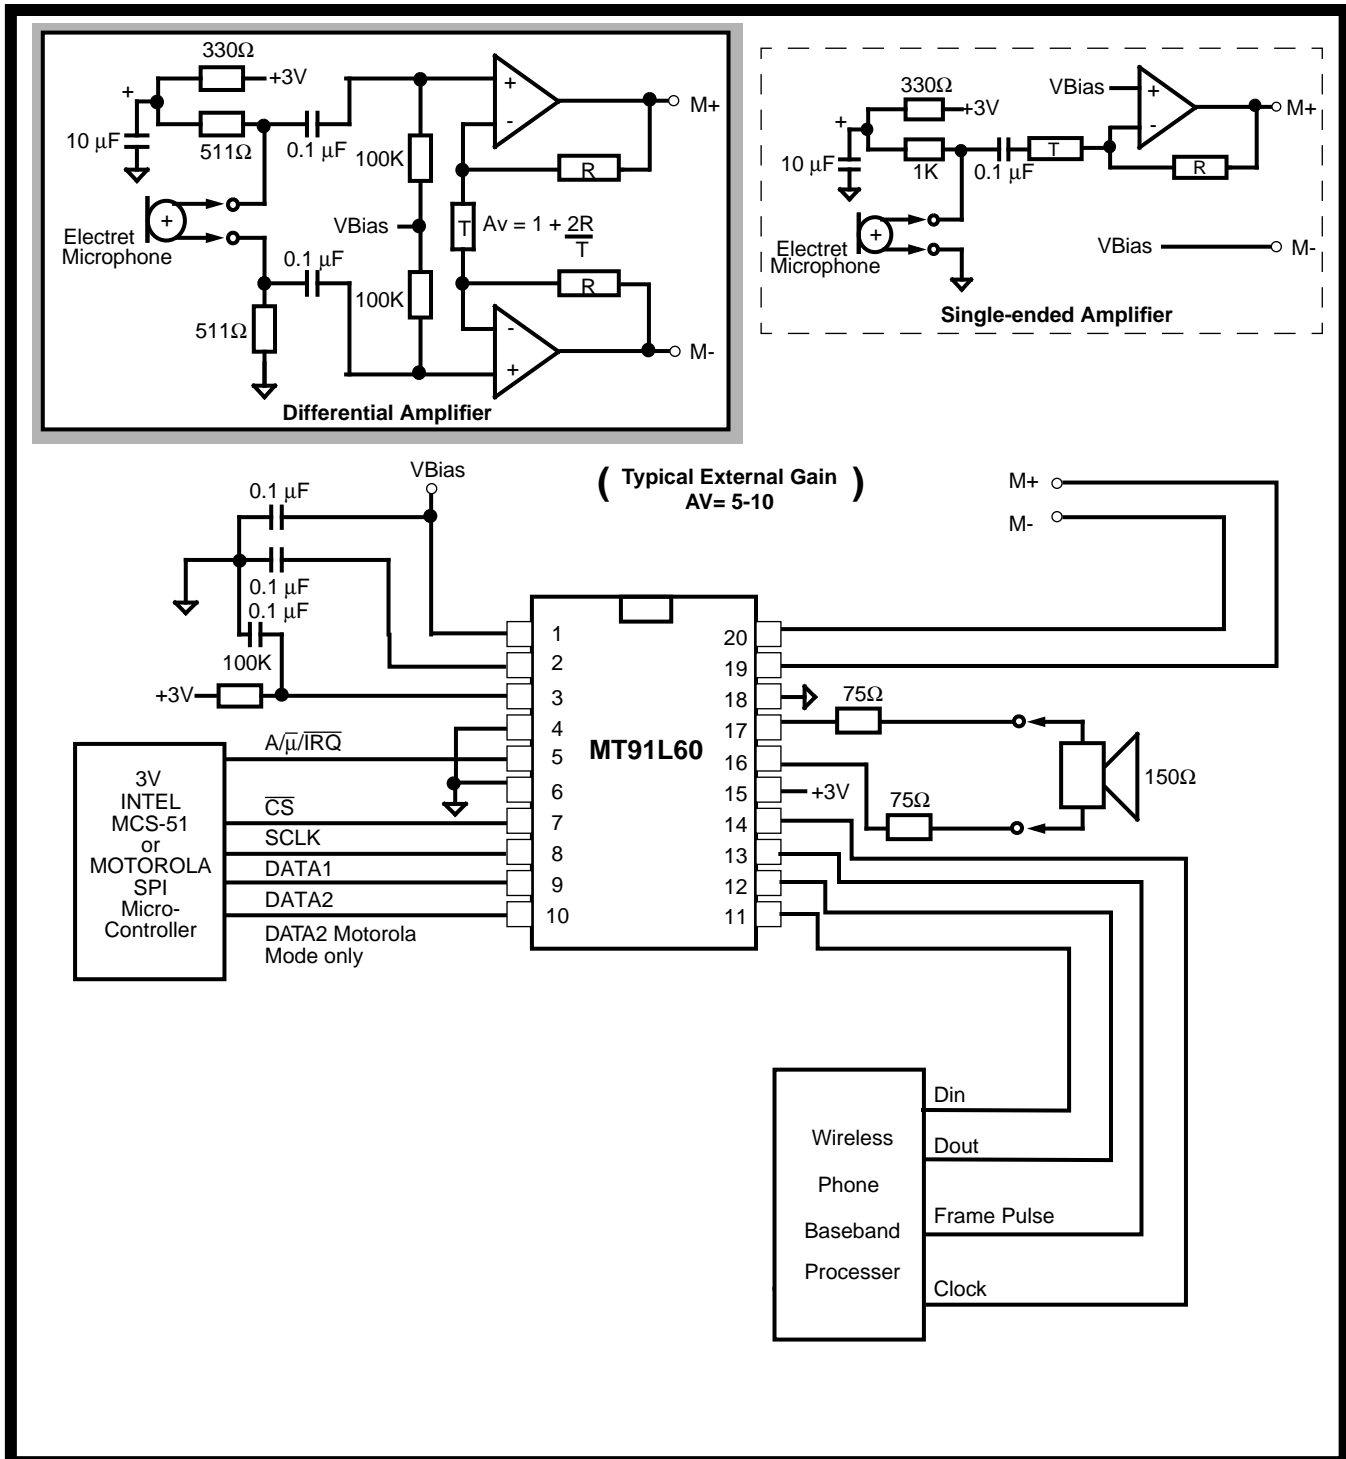 330Ω
+3V
+
10 µF
511Ω
0.1 µF
100K
+
-
M+
R
VBias
T
Av = 1 + 2R
T
+
Electret
Microphone
0.1 µF
100K
R
511Ω
-
+
M-
Differential Amplifier
330Ω
+3V
+
10 µF
1K
0.1 µF
T
VBias
+
-
M+
R
+
Electret
Microphone
VBias
M-
Single-ended Amplifier
VBias
0.1 µF
( Typical External Gain )
AV= 5-10
M+
M-
0.1 µF
0.1 µF
100K
+3V
1
2
3
4
5
6
7
8
9
10
MT91L60
20
19
18
17
16
15
14
13
12
11
75Ω
+3V
75Ω
150Ω
3V
INTEL
MCS-51
or
MOTOROLA
SPI
Micro-
Controller
A/µ̅/I̅R̅Q̅
C̅S̅
SCLK
DATA1
DATA2
DATA2 Motorola
Mode only
Wireless
Phone
Baseband
Processer
Din
Dout
Frame Pulse
Clock